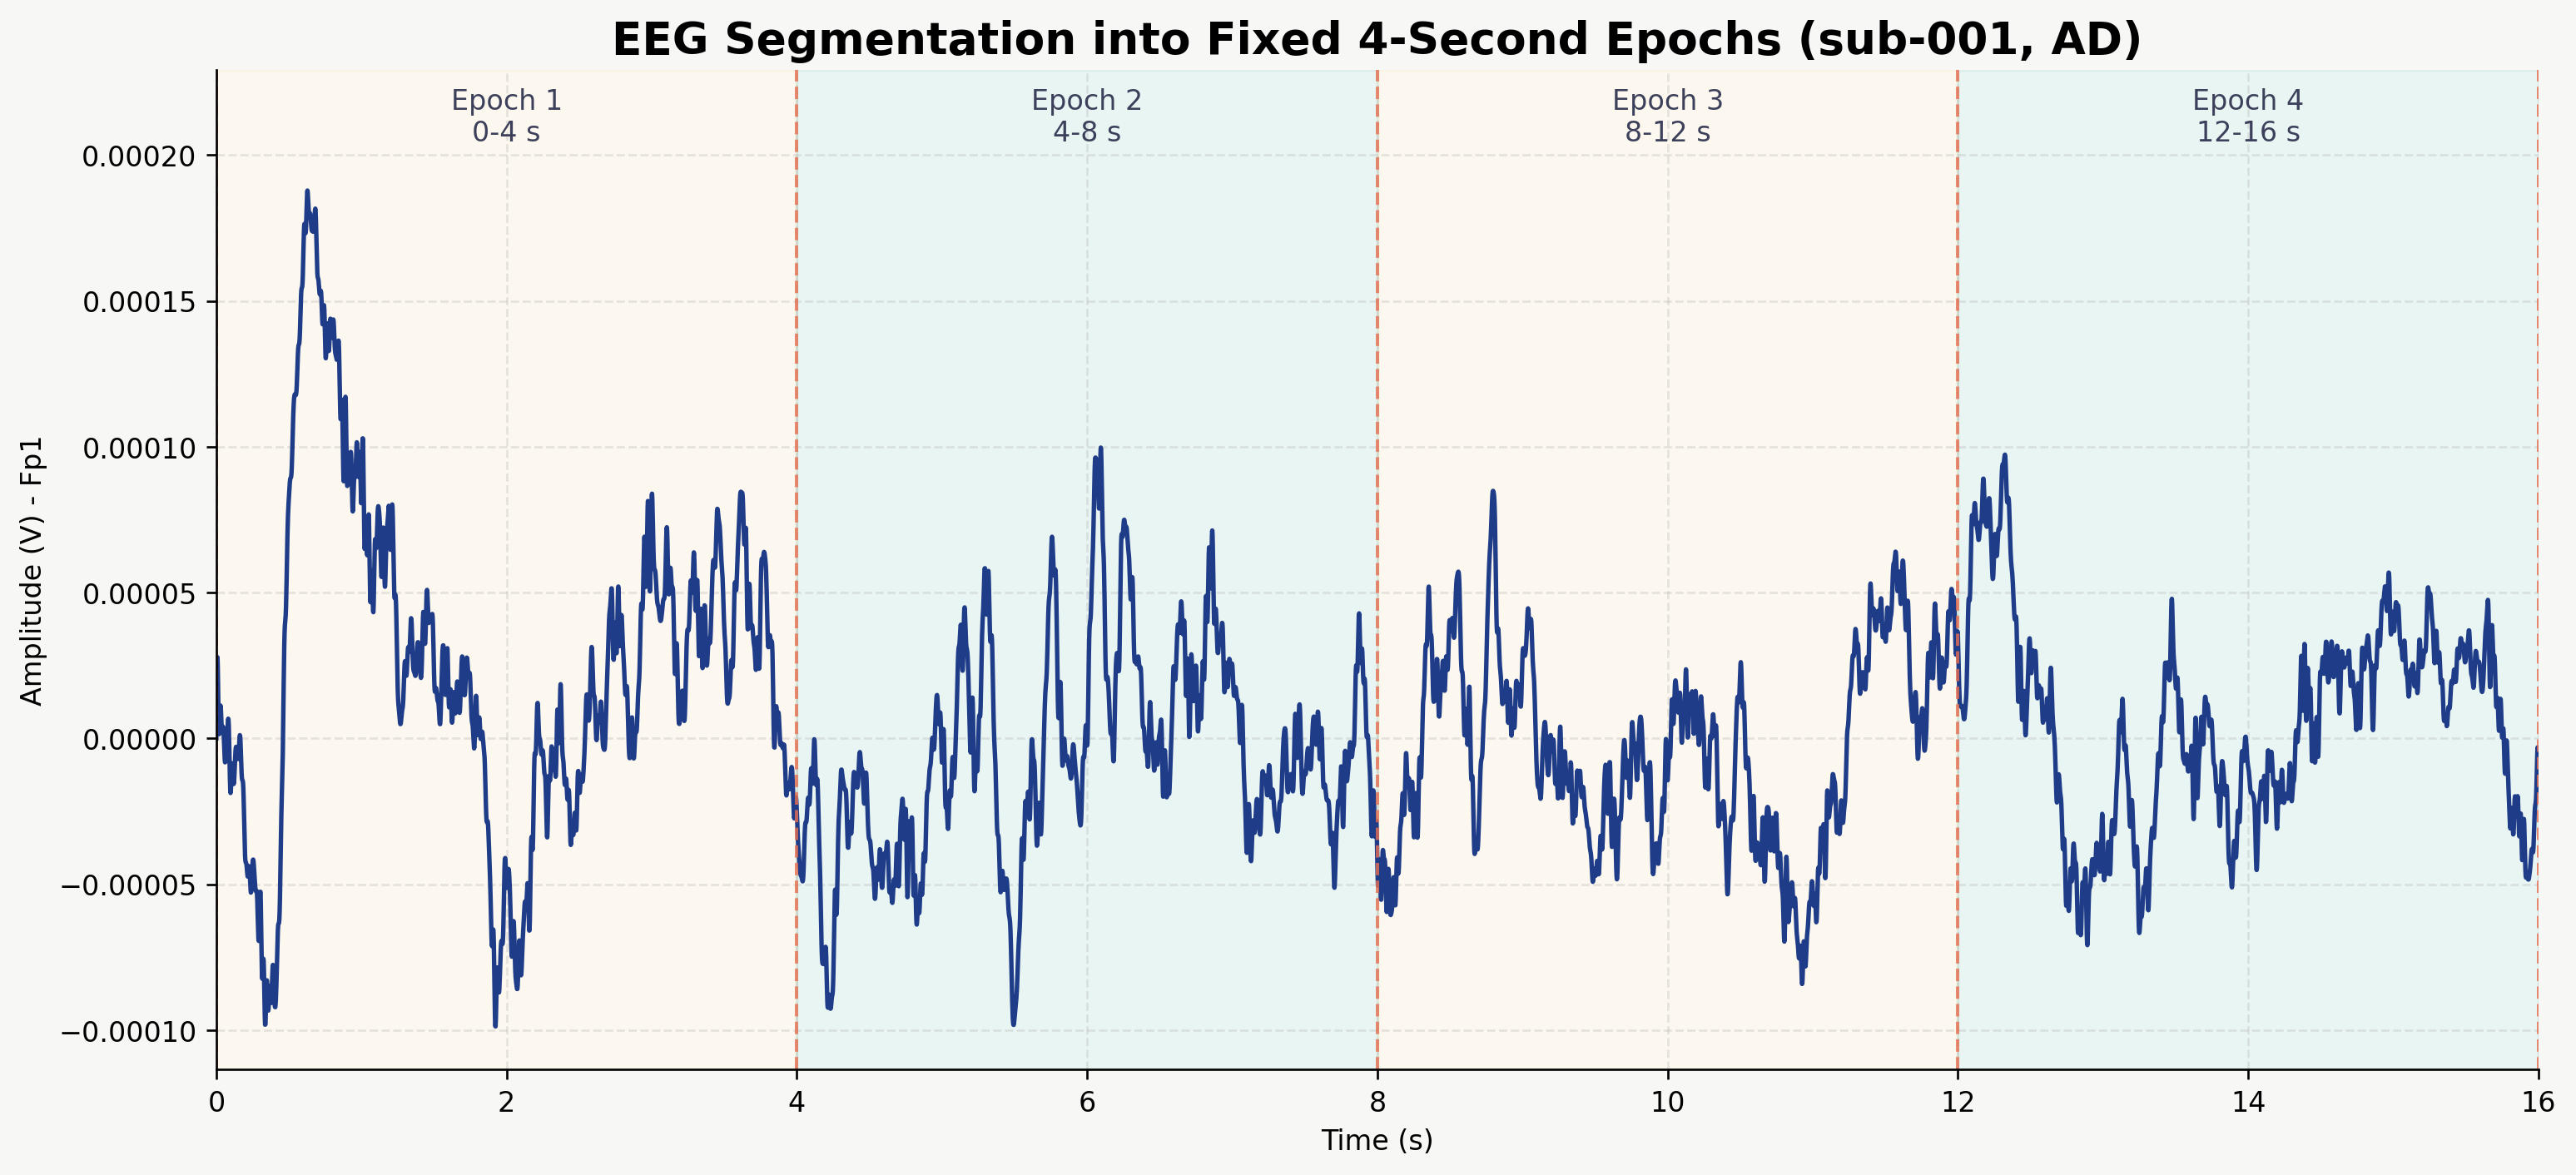 EEG Segmentation into Fixed 4-Second Epochs (sub-001, AD)
Epoch 1
0-4 s
Epoch 2
4-8 s
Epoch 3
8-12 s
Epoch 4
12-16 s
Amplitude (V) - Fp1
0.00020
0.00015
0.00010
0.00005
0.00000
−0.00005
−0.00010
0 2 4 6 8 10 12 14 16
Time (s)